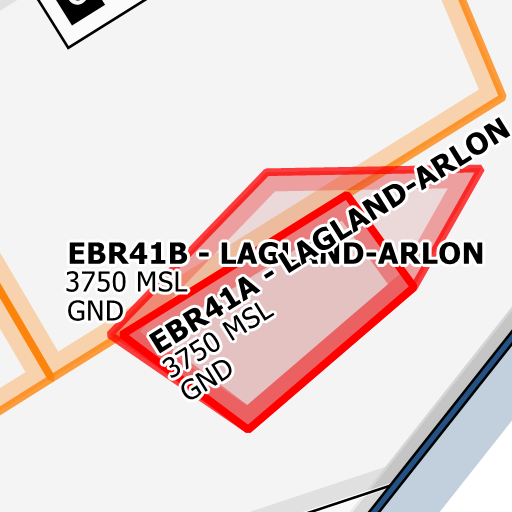 EBR41B - LAGLAND-ARLON
3750 MSL
GND
EBR41A - LAGLAND-ARLON
3750 MSL
GND